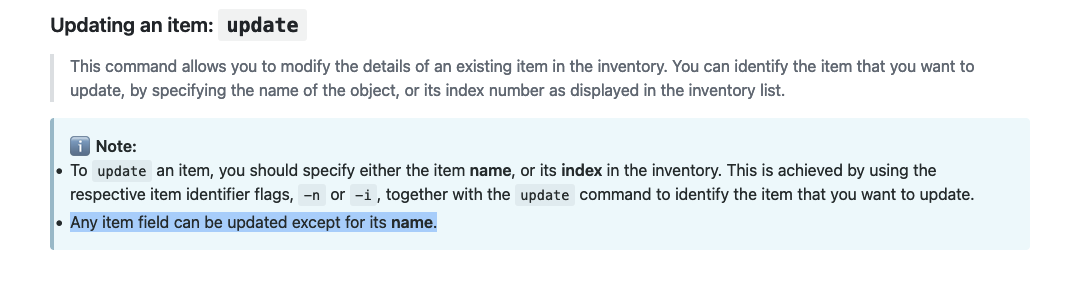 Updating an item: update
This command allows you to modify the details of an existing item in the inventory. You can identify the item that you want to
update, by specifying the name of the object, or its index number as displayed in the inventory list.
ℹ️ Note:
• To update an item, you should specify either the item name, or its index in the inventory. This is achieved by using the
respective item identifier flags, -n or -i, together with the update command to identify the item that you want to update.
• Any item field can be updated except for its name.